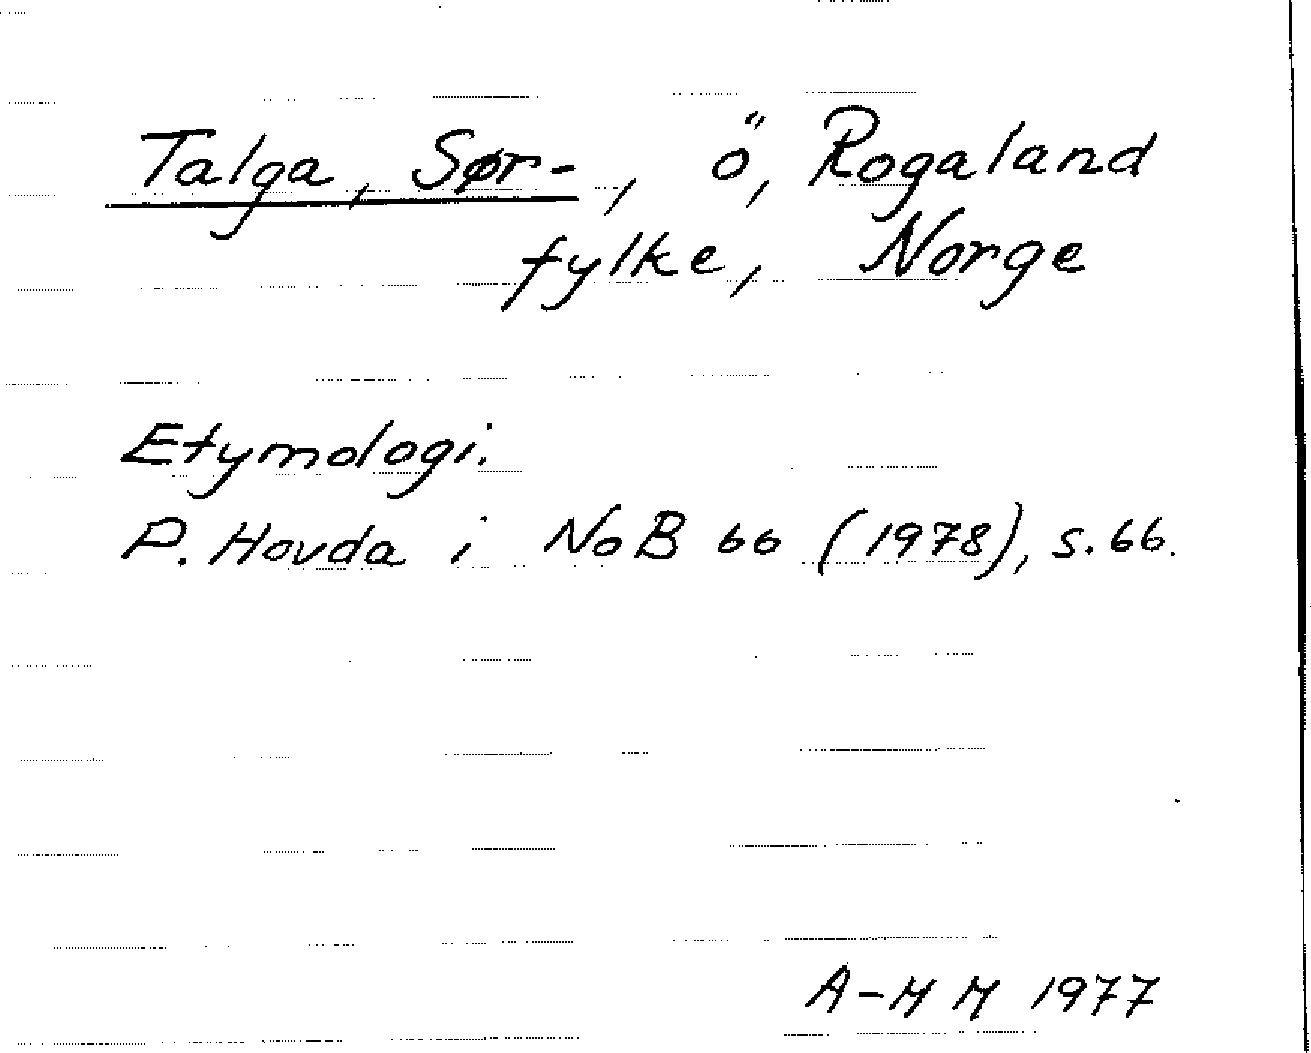 Talga, Sør-, ö, Rogaland
fylke, Norge
Etymologi.
P. Hovda i NoB 66 (1978), s. 66.
A-M M 1977